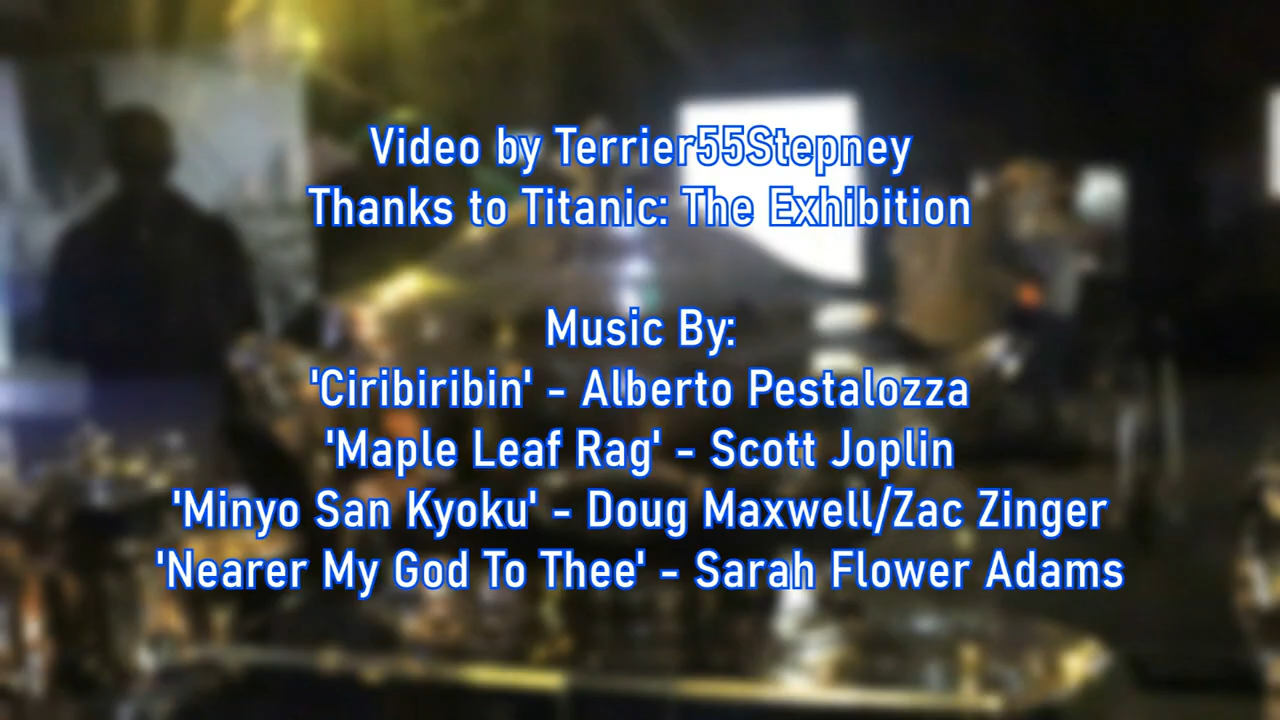 Video by Terrier55Stepney
Thanks to Titanic: The Exhibition
Music By:
'Ciribiribin' - Alberto Pestalozza
'Maple Leaf Rag' - Scott Joplin
'Minyo San Kyoku' - Doug Maxwell/Zac Zinger
'Nearer My God To Thee' - Sarah Flower Adams